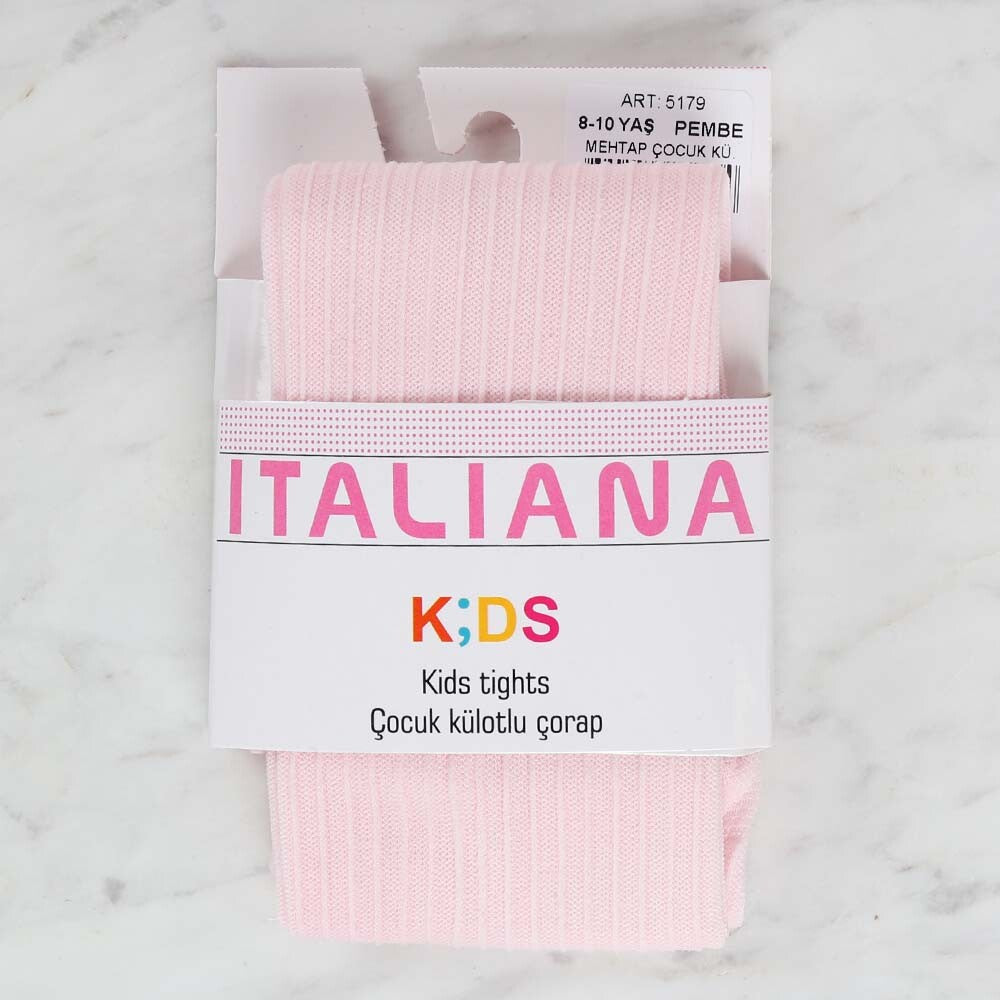 ART: 5179
8-10 YAŞ PEMBE
MEHTAP ÇOCUK KÜ.
ITALIANA
K;DS
Kids tights
Çocuk külotlu çorap